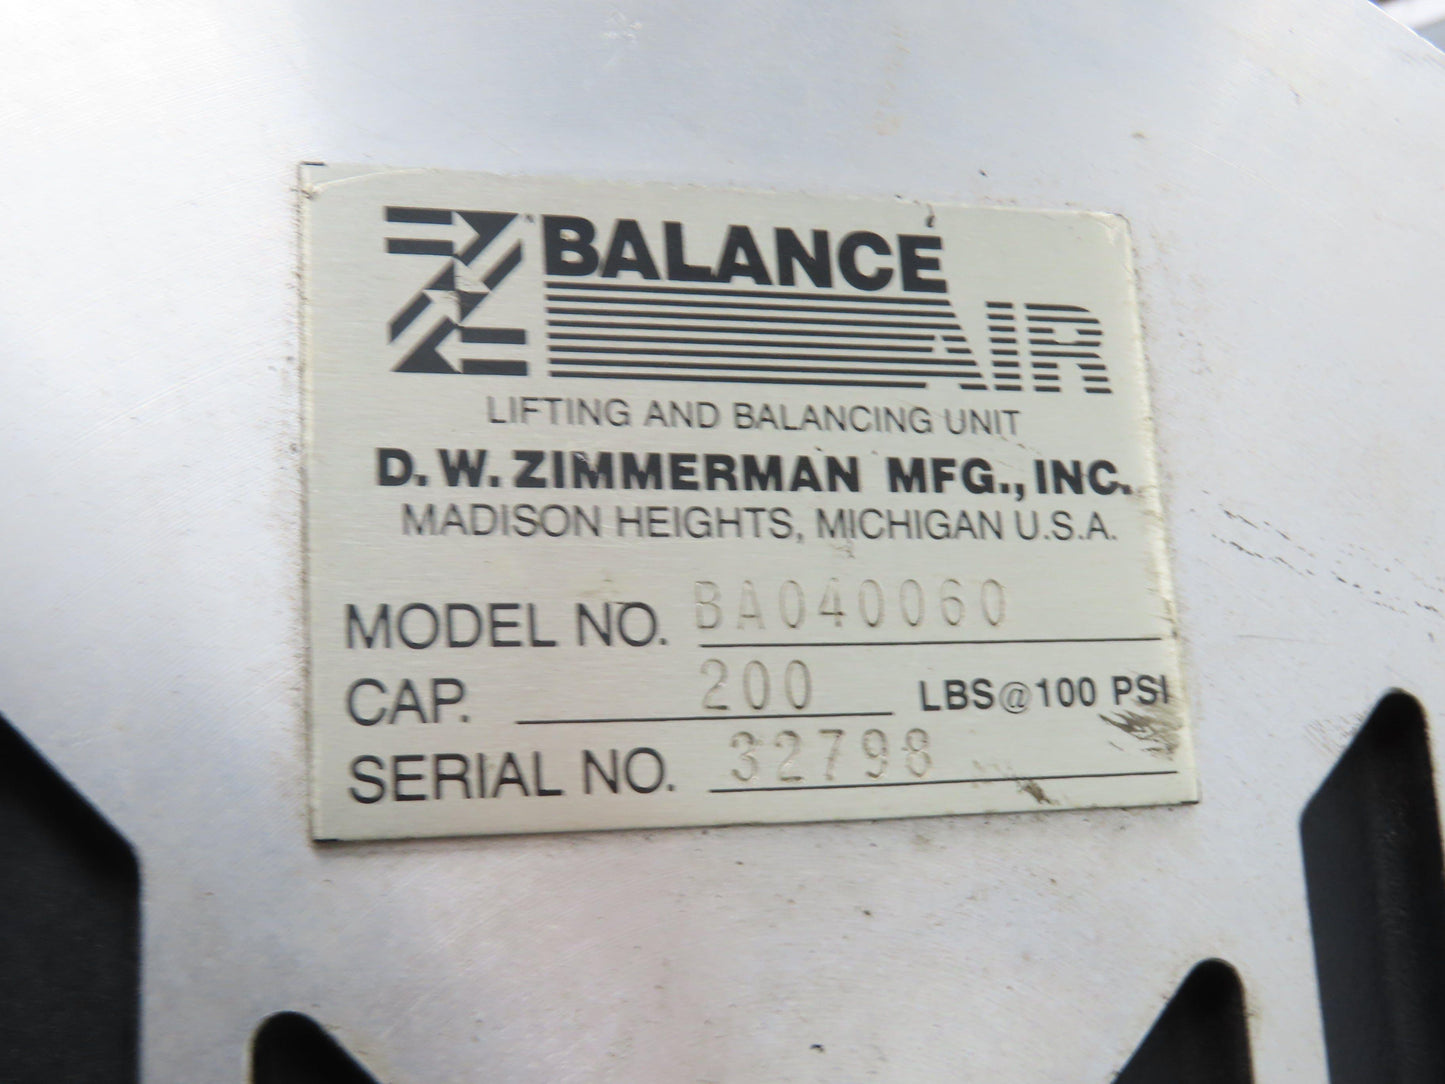 BALANCE
AIR
LIFTING AND BALANCING UNIT
D.W. ZIMMERMAN MFG., INC.
MADISON HEIGHTS, MICHIGAN U.S.A.
MODEL NO. BA040060
CAP. 200 LBS@100 PSI
SERIAL NO. 32798